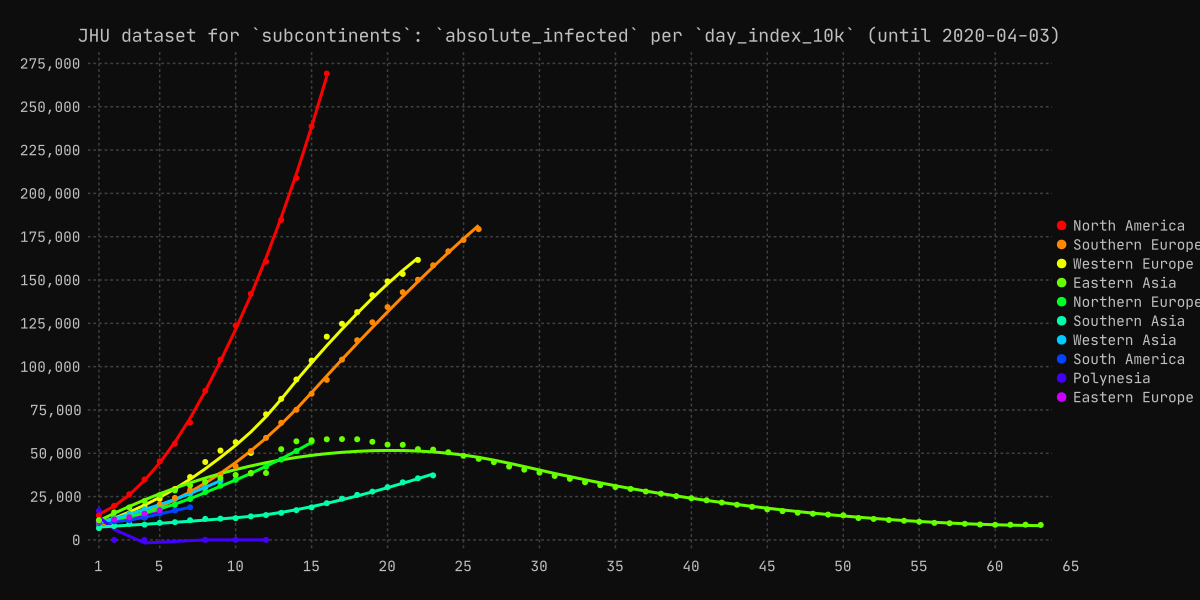 JHU dataset for `subcontinents`: `absolute_infected` per `day_index_10k` (until 2020-04-03)
275,000
250,000
225,000
200,000
175,000
150,000
125,000
100,000
75,000
50,000
25,000
0
1 5 10 15 20 25 30 35 40 45 50 55 60 65
North America
Southern Europe
Western Europe
Eastern Asia
Northern Europe
Southern Asia
Western Asia
South America
Polynesia
Eastern Europe